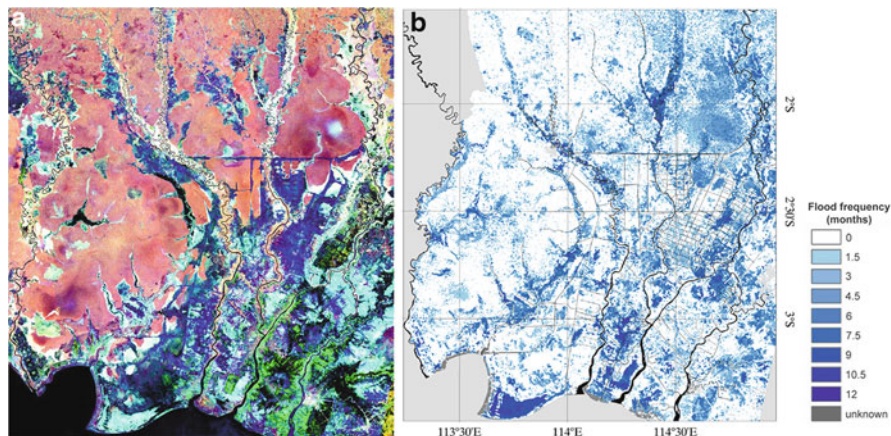 a
b
2°S
2°30'S
3°S
113°30'E
114°E
114°30'E
Flood frequency
(months)
0
1.5
3
4.5
6
7.5
9
10.5
12
unknown